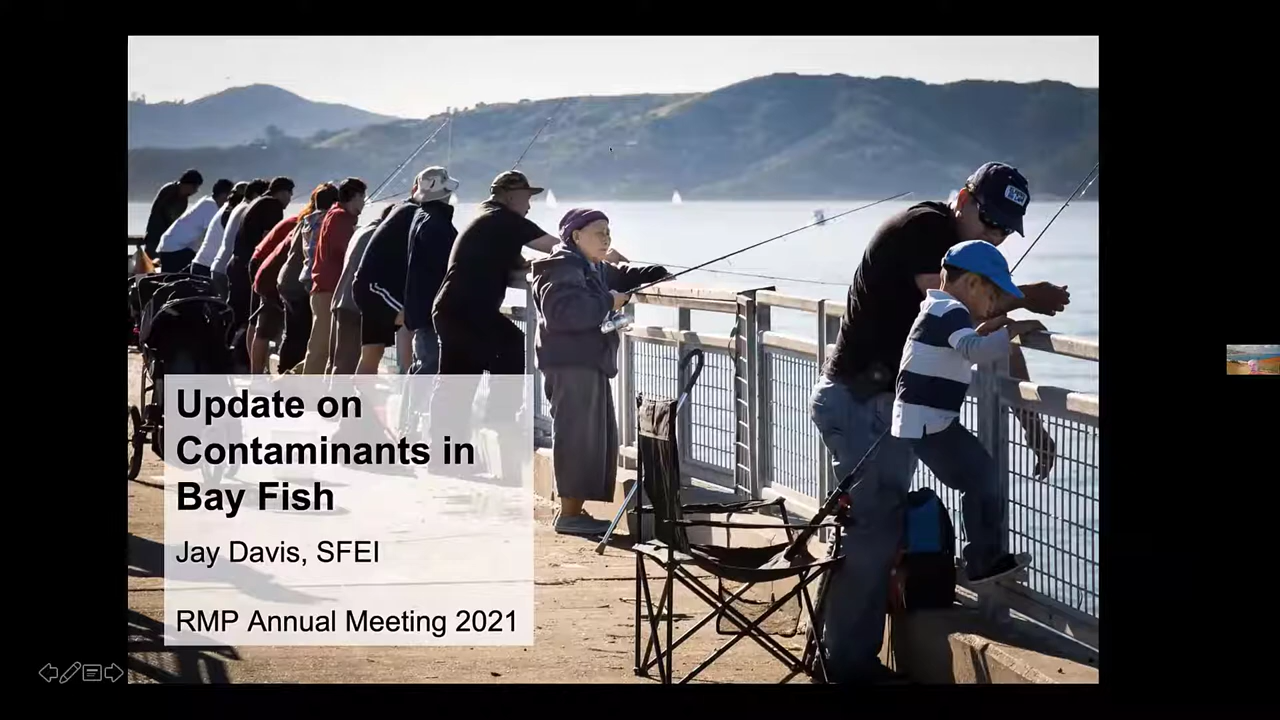 Update on
Contaminants in
Bay Fish
Jay Davis, SFEI
RMP Annual Meeting 2021